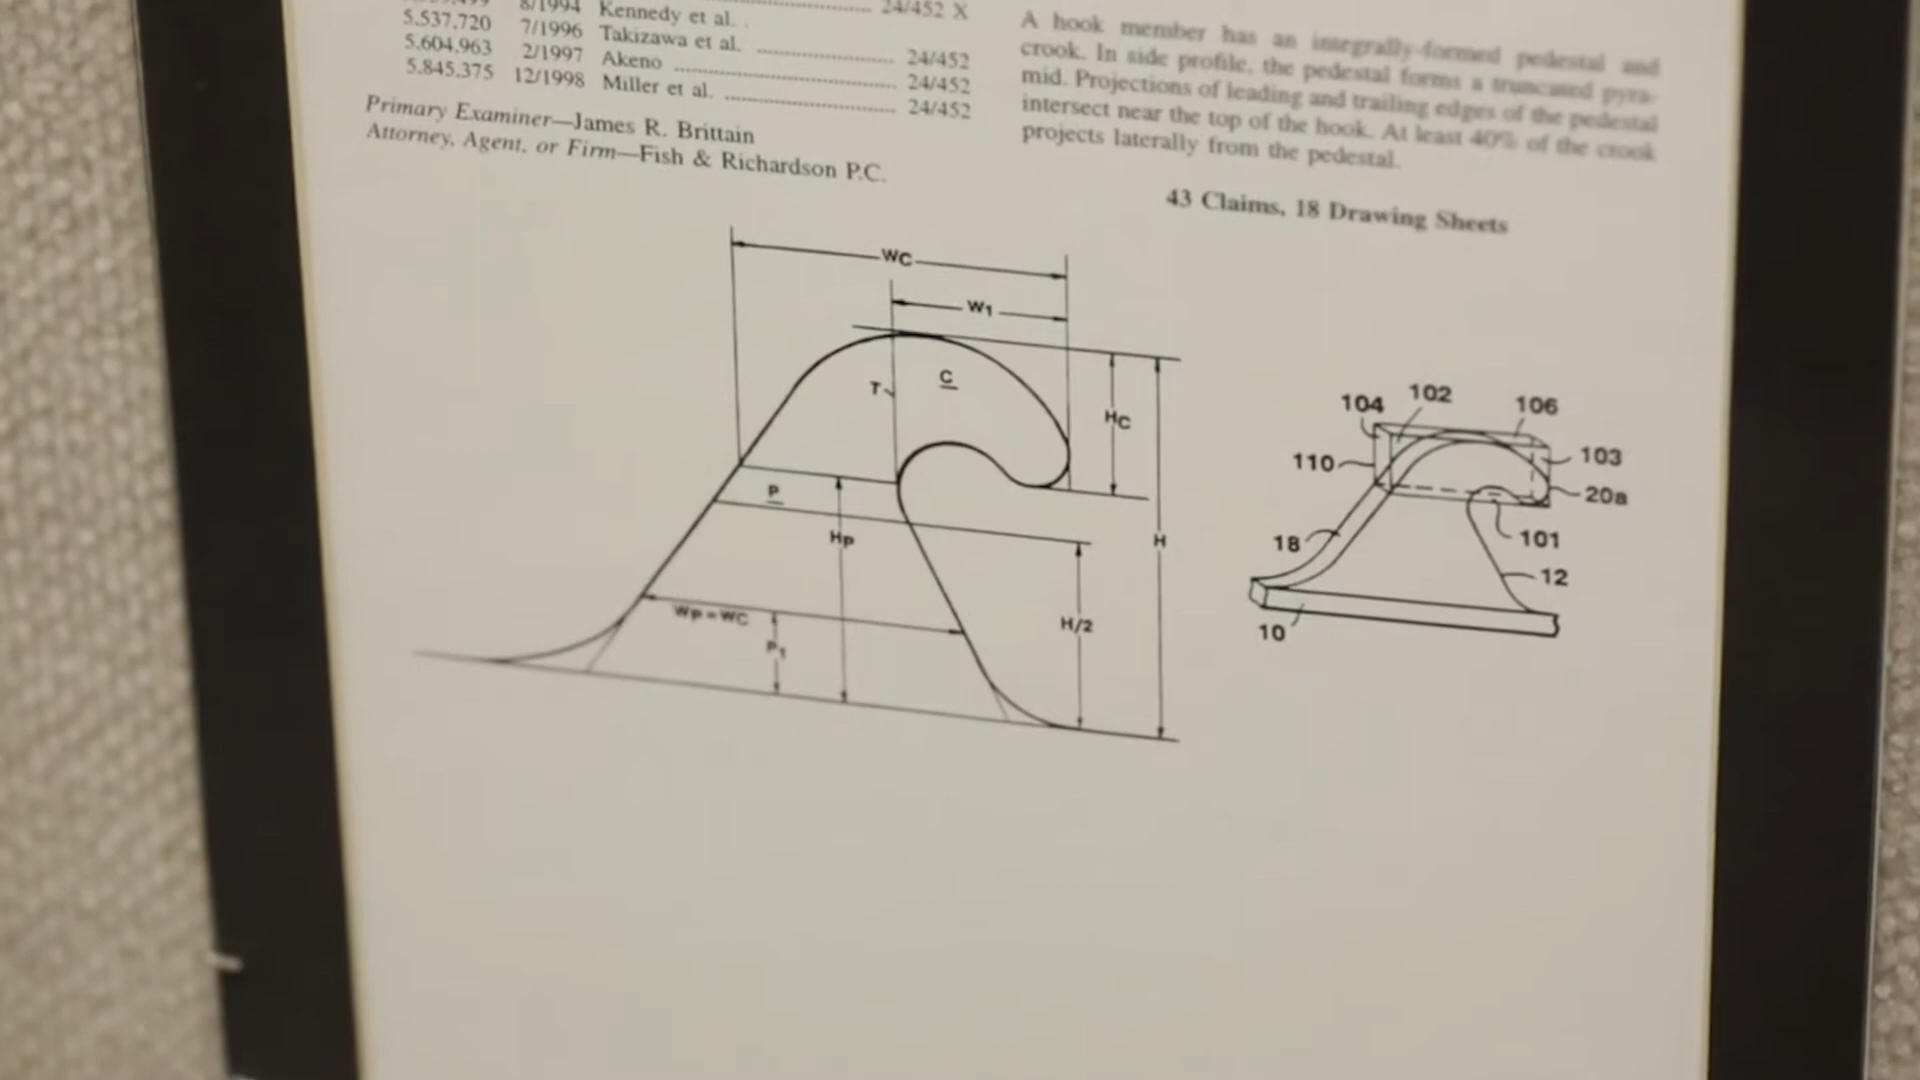 8/1994 Kennedy et al. . 24/452 X
5.537.720 7/1996 Takizawa et al. 24/452
5.604.963 2/1997 Akeno 24/452
5.845.375 12/1998 Miller et al. 24/452
Primary Examiner—James R. Brittain
Attorney, Agent, or Firm—Fish & Richardson P.C.
A hook member has an integrally-formed pedestal and
crook. In side profile, the pedestal forms a truncated pyra-
mid. Projections of leading and trailing edges of the pedestal
intersect near the top of the hook. At least 40% of the crook
projects laterally from the pedestal.
43 Claims, 18 Drawing Sheets
WC
W1
T
C
HC
P
HP
H
WP=WC
P1
H/2
104 102 106
110 103
20a
18 101
12
10